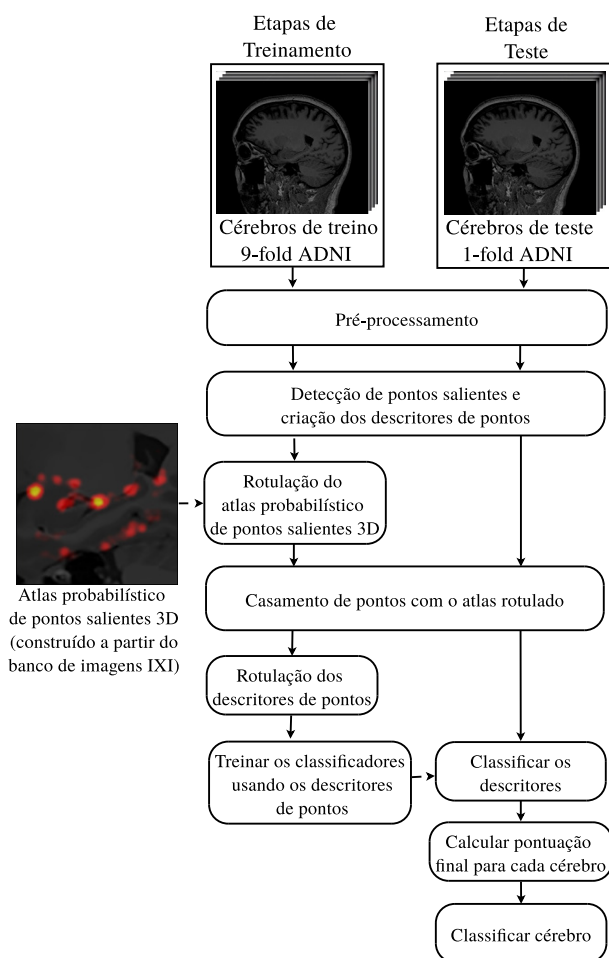 Etapas de
Treinamento
Etapas de
Teste
Cérebros de treino
9-fold ADNI
Cérebros de teste
1-fold ADNI
Pré-processamento
Detecção de pontos salientes e
criação dos descritores de pontos
Rotulação do
atlas probabilístico
de pontos salientes 3D
Atlas probabilístico
de pontos salientes 3D
(construído a partir do
banco de imagens IXI)
Casamento de pontos com o atlas rotulado
Rotulação dos
descritores de pontos
Treinar os classificadores
usando os descritores
de pontos
Classificar os
descritores
Calcular pontuação
final para cada cérebro
Classificar cérebro